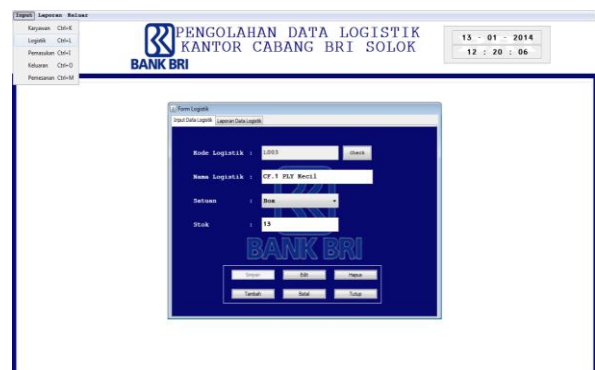 Input Laporan Keluar
Karyawan Ctrl+K
Logistik Ctrl+L
Pemasukan Ctrl+I
Keluaran Ctrl+O
Pemesanan Ctrl+M
BANK BRI
PENGOLAHAN DATA LOGISTIK
KANTOR CABANG BRI SOLOK
13 - 01 - 2014
12 : 20 : 06
Form Logistik
Input Data Logistik Laporan Data Logistik
Kode Logistik : L003 Check
Nama Logistik : CF.1 PLY Kecil
Satuan : Box
Stok : 13
BANK BRI
Simpan Edit Hapus
Tambah Batal Tutup